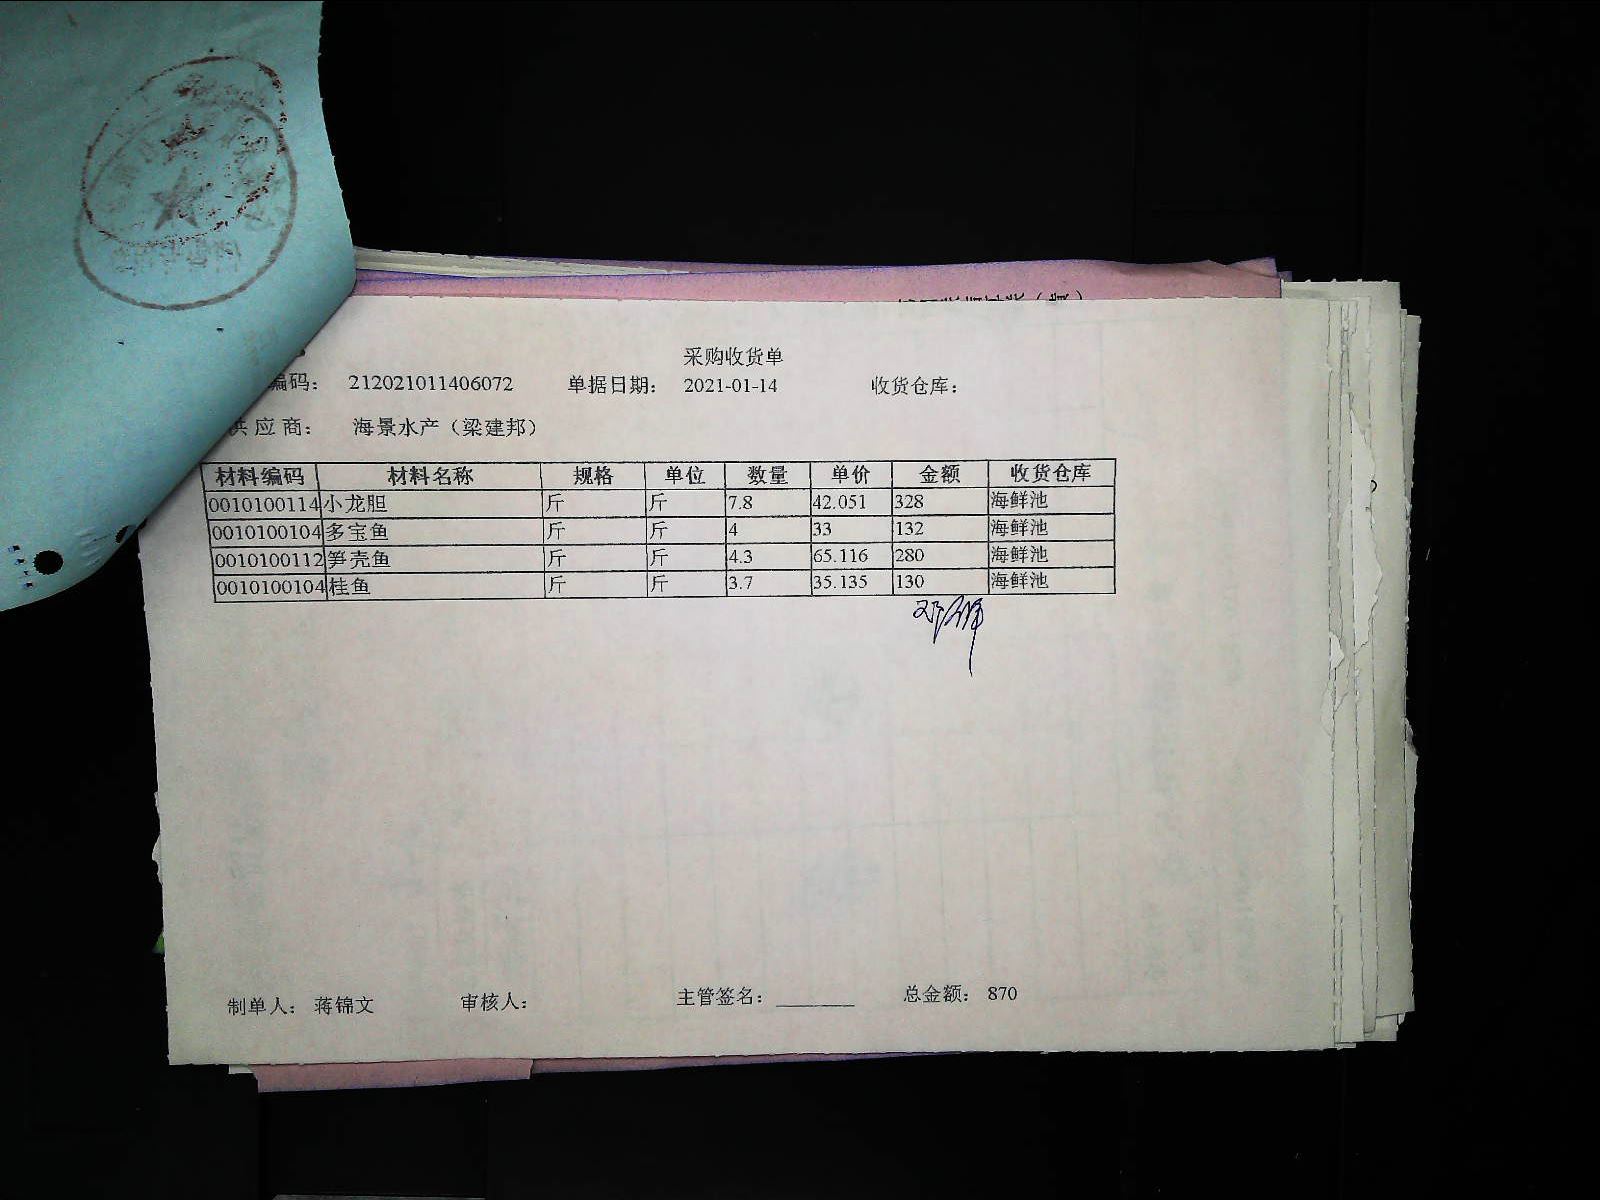 采购收货单
编码： 212021011406072 单据日期： 2021-01-14 收货仓库：
供应商： 海景水产（梁建邦）
材料编码 材料名称 规格 单位 数量 单价 金额 收货仓库
0010100114 小龙胆 斤 斤 7.8 42.051 328 海鲜池
0010100104 多宝鱼 斤 斤 4 33 132 海鲜池
0010100112 笋壳鱼 斤 斤 4.3 65.116 280 海鲜池
0010100104 桂鱼 斤 斤 3.7 35.135 130 海鲜池
制单人： 蒋锦文 审核人： 主管签名： 总金额： 870